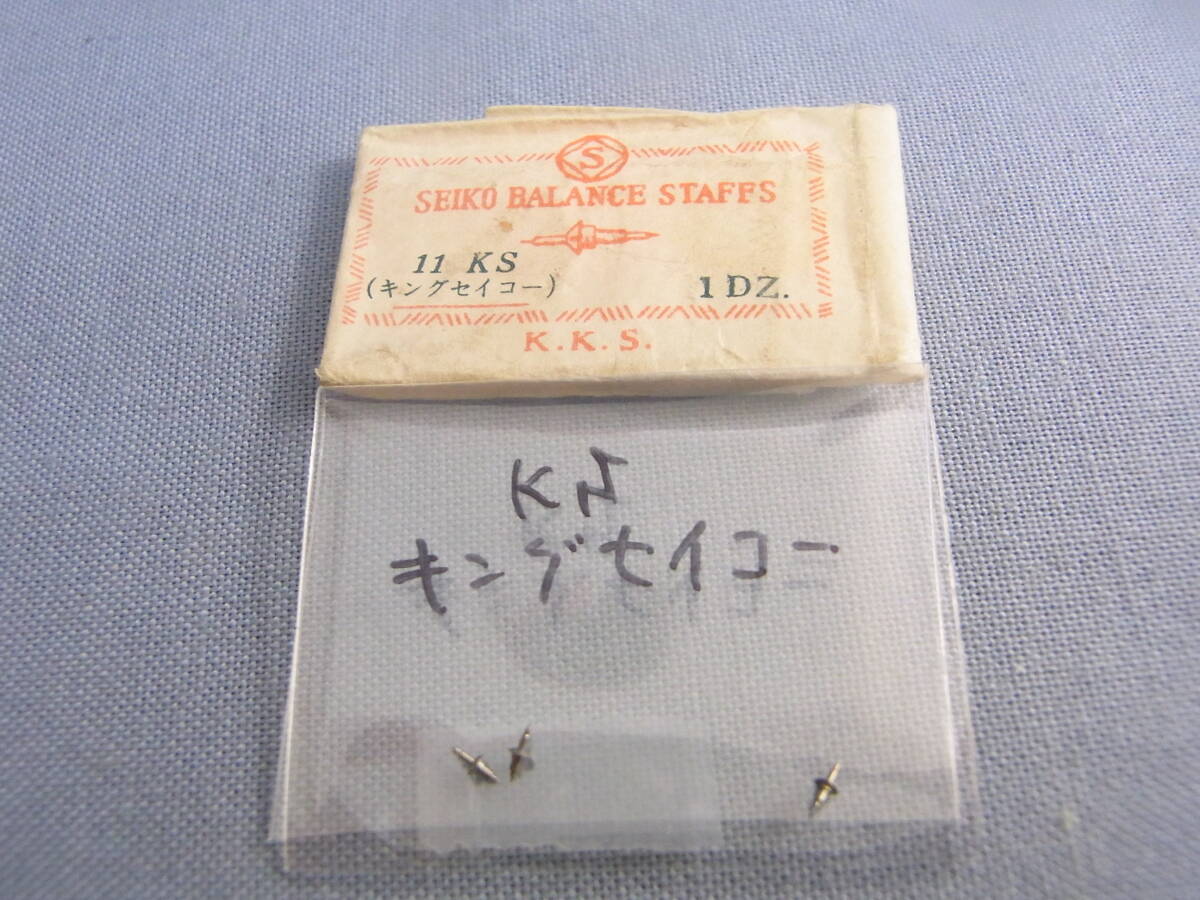 S
SEIKO BALANCE STAFFS
11 KS
(キングセイコー)
1 DZ.
K.K.S.
キングセイコー